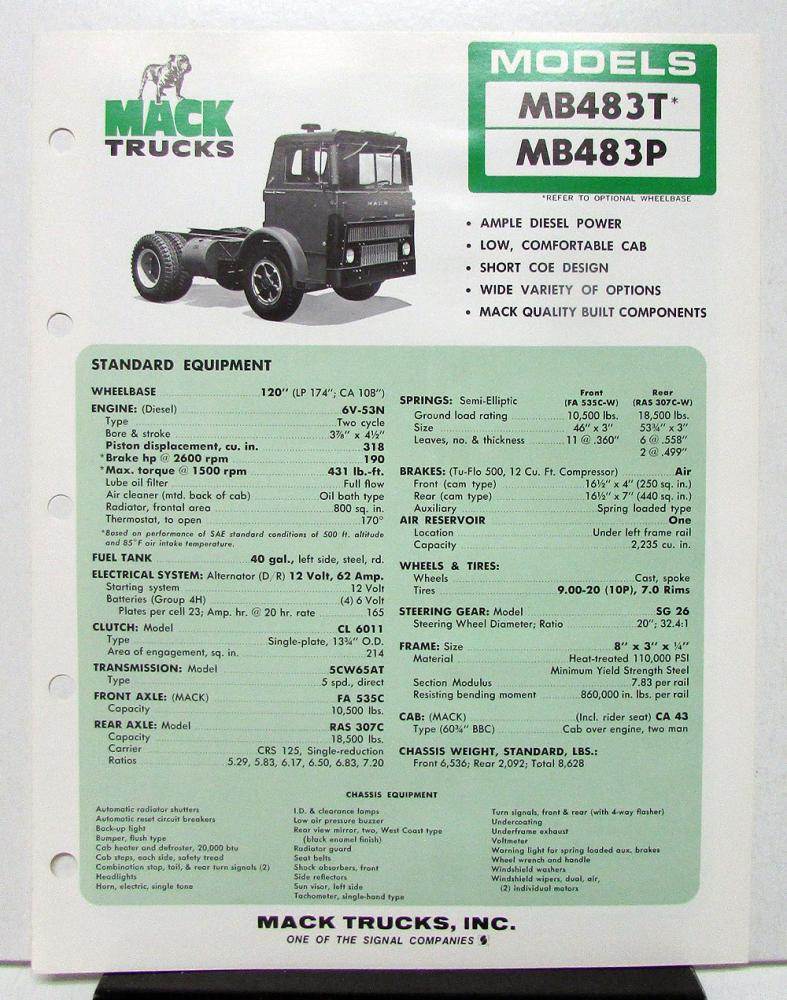 MACK
TRUCKS
MODELS
MB483T*
MB483P
*REFER TO OPTIONAL WHEELBASE
• AMPLE DIESEL POWER
• LOW, COMFORTABLE CAB
• SHORT COE DESIGN
• WIDE VARIETY OF OPTIONS
• MACK QUALITY BUILT COMPONENTS
MACK
STANDARD EQUIPMENT
WHEELBASE 120" (LP 174"; CA 108")
ENGINE: (Diesel) 6V-53N
Type Two cycle
Bore & stroke 3⅞" x 4½"
Piston displacement, cu. in. 318
*Brake hp @ 2600 rpm 190
*Max. torque @ 1500 rpm 431 lb.-ft.
Lube oil filter Full flow
Air cleaner (mtd. back of cab) Oil bath type
Radiator, frontal area 800 sq. in.
Thermostat, to open 170°
*Based on performance of SAE standard conditions of 500 ft. altitude
and 85°F air intake temperature.
FUEL TANK 40 gal., left side, steel, rd.
ELECTRICAL SYSTEM: Alternator (D/R) 12 Volt, 62 Amp.
Starting system 12 Volt
Batteries (Group 4H) (4) 6 Volt
Plates per cell 23; Amp. hr. @ 20 hr. rate 165
CLUTCH: Model CL 6011
Type Single-plate, 13¾" O.D.
Area of engagement, sq. in. 214
TRANSMISSION: Model 5CW65AT
Type 5 spd., direct
FRONT AXLE: (MACK) FA 535C
Capacity 10,500 lbs.
REAR AXLE: Model RAS 307C
Capacity 18,500 lbs.
Carrier CRS 125, Single-reduction
Ratios 5.29, 5.83, 6.17, 6.50, 6.83, 7.20
Front Rear
SPRINGS: Semi-Elliptic (FA 535C-W) (RAS 307C-W)
Ground load rating 10,500 lbs. 18,500 lbs.
Size 46" x 3" 53¾" x 3"
Leaves, no. & thickness 11 @ .360" 6 @ .558"
2 @ .499"
BRAKES: (Tu-Flo 500, 12 Cu. Ft. Compressor) Air
Front (cam type) 16½" x 4" (250 sq. in.)
Rear (cam type) 16½" x 7" (440 sq. in.)
Auxiliary Spring loaded type
AIR RESERVOIR One
Location Under left frame rail
Capacity 2,235 cu. in.
WHEELS & TIRES:
Wheels Cast, spoke
Tires 9.00-20 (10P), 7.0 Rims
STEERING GEAR: Model SG 26
Steering Wheel Diameter; Ratio 20"; 32.4:1
FRAME: Size 8" x 3" x ¼"
Material Heat-treated 110,000 PSI
Minimum Yield Strength Steel
Section Modulus 7.83 per rail
Resisting bending moment 860,000 in. lbs. per rail
CAB: (MACK) (Incl. rider seat) CA 43
Type (60¾" BBC) Cab over engine, two man
CHASSIS WEIGHT, STANDARD, LBS.:
Front 6,536; Rear 2,092; Total 8,628
CHASSIS EQUIPMENT
Automatic radiator shutters
Automatic reset circuit breakers
Back-up light
Bumper, flush type
Cab heater and defroster, 20,000 btu
Cab steps, each side, safety tread
Combination stop, tail, & rear turn signals (2)
Headlights
Horn, electric, single tone
I.D. & clearance lamps
Low air pressure buzzer
Rear view mirror, two, West Coast type
(black enamel finish)
Radiator guard
Seat belts
Shock absorbers, front
Side reflectors
Sun visor, left side
Tachometer, single-hand type
Turn signals, front & rear (with 4-way flasher)
Undercoating
Underframe exhaust
Voltmeter
Warning light for spring loaded aux. brakes
Wheel wrench and handle
Windshield washers
Windshield wipers, dual, air,
(2) individual motors
MACK TRUCKS, INC.
ONE OF THE SIGNAL COMPANIES